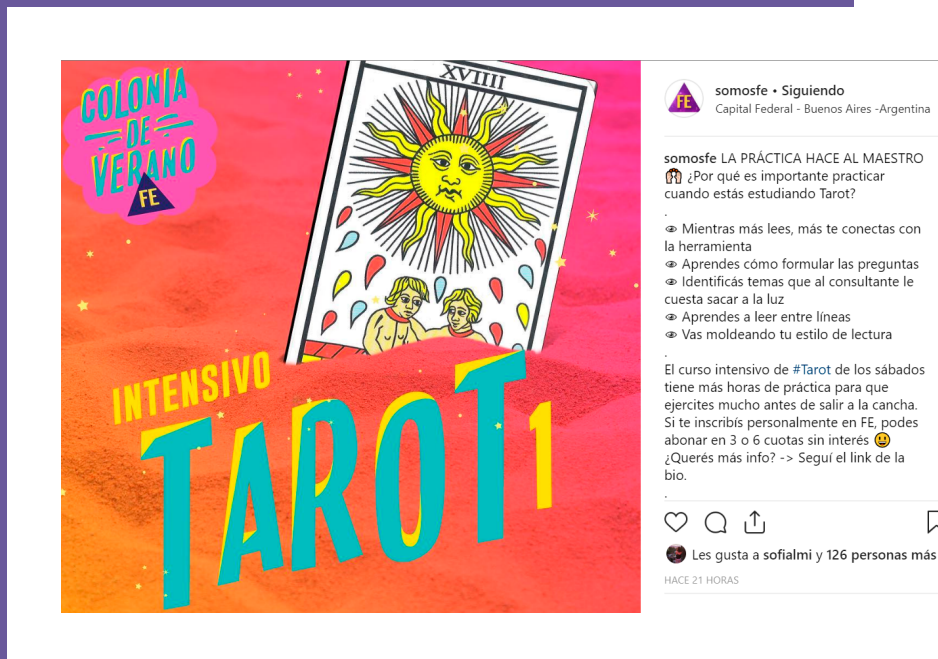 COLONIA
DE
VERANO
FE
XVIIII
INTENSIVO
TAROT 1
FE
somosfe • Siguiendo
Capital Federal - Buenos Aires -Argentina
somosfe LA PRÁCTICA HACE AL MAESTRO
¿Por qué es importante practicar
cuando estás estudiando Tarot?
.
👁 Mientras más lees, más te conectas con
la herramienta
👁 Aprendes cómo formular las preguntas
👁 Identificás temas que al consultante le
cuesta sacar a la luz
👁 Aprendes a leer entre líneas
👁 Vas moldeando tu estilo de lectura
.
El curso intensivo de #Tarot de los sábados
tiene más horas de práctica para que
ejercites mucho antes de salir a la cancha.
Si te inscribís personalmente en FE, podes
abonar en 3 o 6 cuotas sin interés 😀
¿Querés más info? -> Seguí el link de la
bio.
.
Les gusta a sofialmi y 126 personas más
HACE 21 HORAS